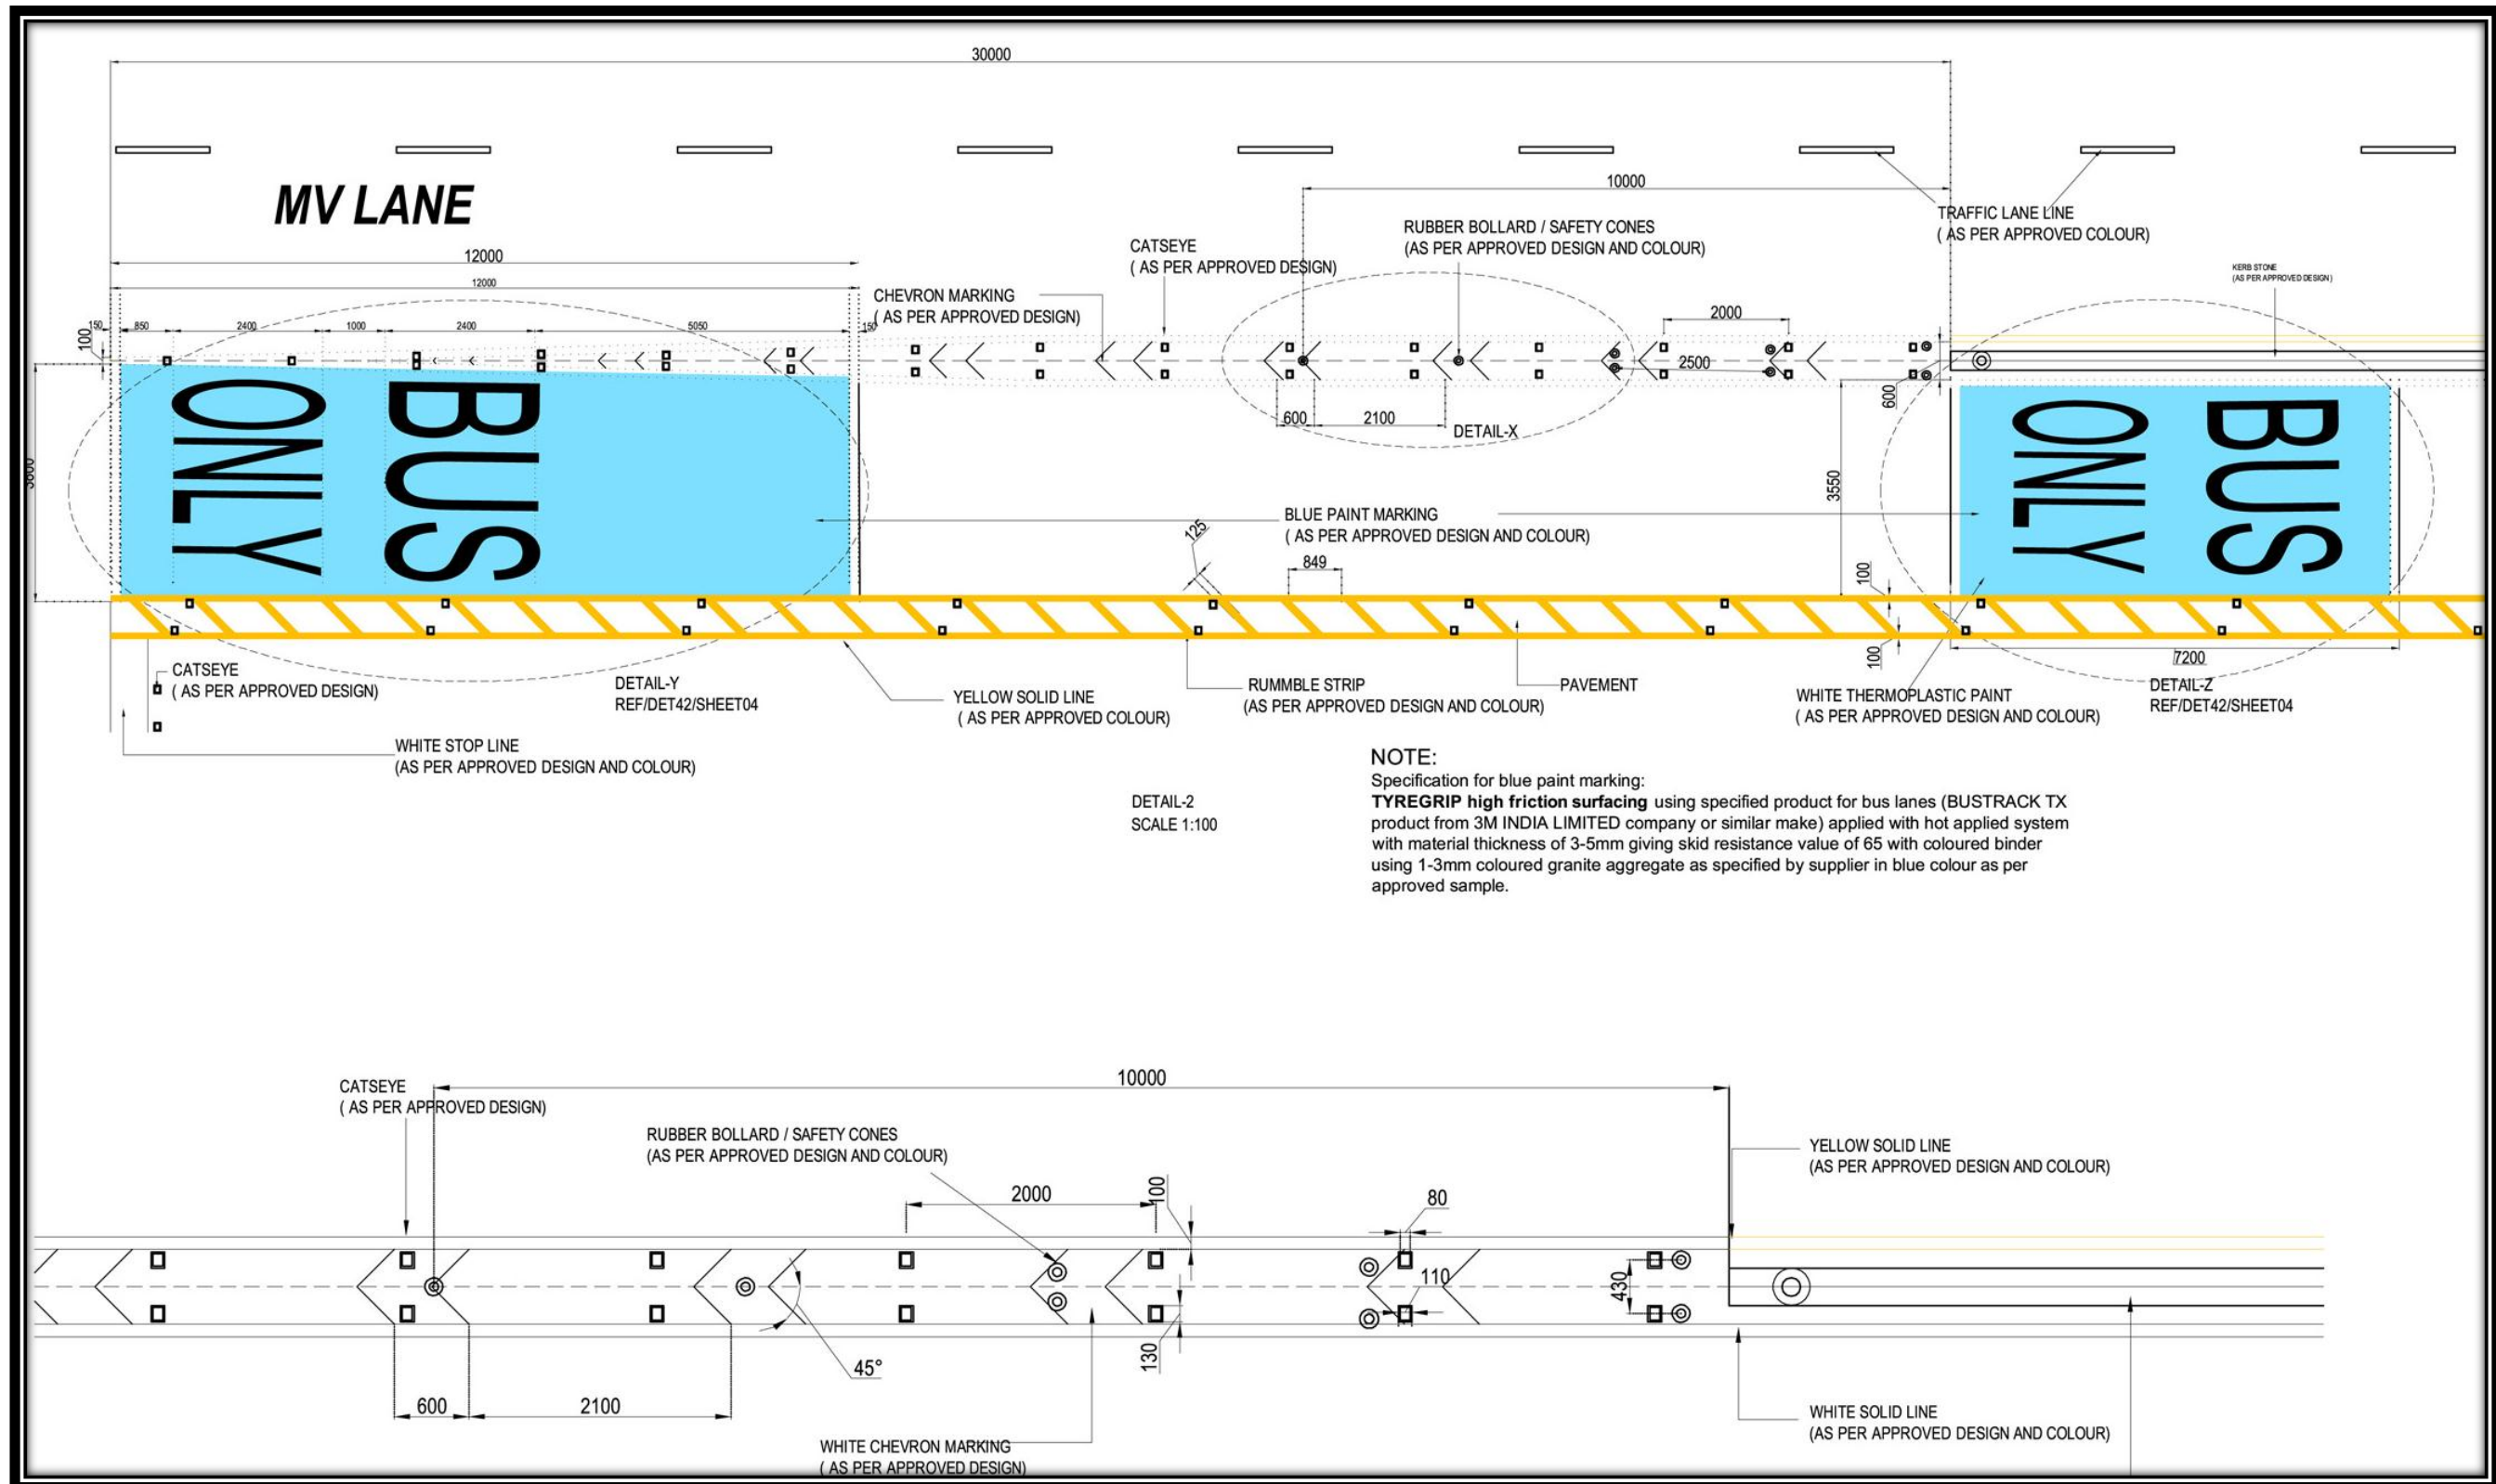 30000
MV LANE
10000
TRAFFIC LANE LINE
( AS PER APPROVED COLOUR)
RUBBER BOLLARD / SAFETY CONES
(AS PER APPROVED DESIGN AND COLOUR)
CATSEYE
( AS PER APPROVED DESIGN)
12000
12000
KERB STONE
(AS PER APPROVED DESIGN)
CHEVRON MARKING
( AS PER APPROVED DESIGN)
2000
150
850
2400
1000
2400
5050
150
100
2500
600
600
2100
DETAIL-X
ONLY
BUS
ONLY
BUS
3550
BLUE PAINT MARKING
( AS PER APPROVED DESIGN AND COLOUR)
125
849
100
100
7200
CATSEYE
( AS PER APPROVED DESIGN)
DETAIL-Y
REF/DET42/SHEET04
YELLOW SOLID LINE
( AS PER APPROVED COLOUR)
RUMMBLE STRIP
(AS PER APPROVED DESIGN AND COLOUR)
PAVEMENT
WHITE THERMOPLASTIC PAINT
( AS PER APPROVED DESIGN AND COLOUR)
DETAIL-Z
REF/DET42/SHEET04
WHITE STOP LINE
(AS PER APPROVED DESIGN AND COLOUR)
DETAIL-2
SCALE 1:100
NOTE:
Specification for blue paint marking:
TYREGRIP high friction surfacing using specified product for bus lanes (BUSTRACK TX
product from 3M INDIA LIMITED company or similar make) applied with hot applied system
with material thickness of 3-5mm giving skid resistance value of 65 with coloured binder
using 1-3mm coloured granite aggregate as specified by supplier in blue colour as per
approved sample.
10000
CATSEYE
( AS PER APPROVED DESIGN)
RUBBER BOLLARD / SAFETY CONES
(AS PER APPROVED DESIGN AND COLOUR)
YELLOW SOLID LINE
(AS PER APPROVED DESIGN AND COLOUR)
2000
100
80
110
430
130
45°
600
2100
WHITE SOLID LINE
(AS PER APPROVED DESIGN AND COLOUR)
WHITE CHEVRON MARKING
( AS PER APPROVED DESIGN)